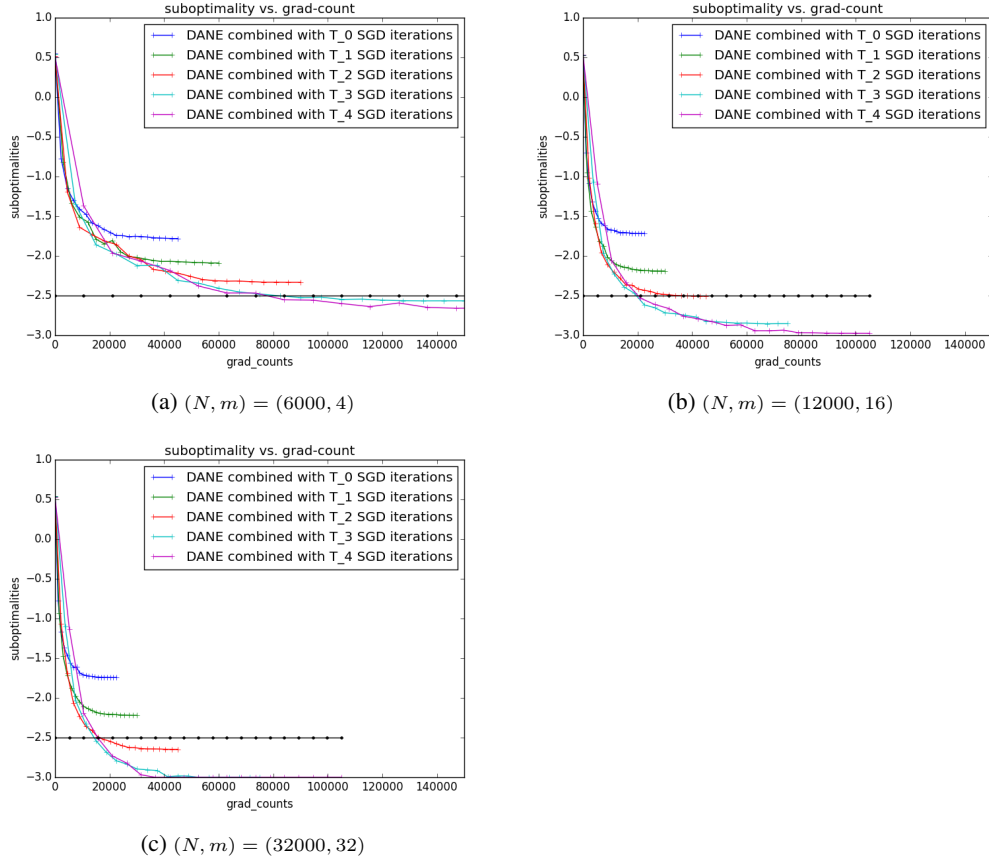 suboptimality vs. grad-count
1.0
0.5
0.0
−0.5
−1.0
−1.5
−2.0
−2.5
−3.0
suboptimalities
DANE combined with T_0 SGD iterations
DANE combined with T_1 SGD iterations
DANE combined with T_2 SGD iterations
DANE combined with T_3 SGD iterations
DANE combined with T_4 SGD iterations
0 20000 40000 60000 80000 100000 120000 140000
grad_counts
(a) (N, m) = (6000, 4)
suboptimality vs. grad-count
1.0
0.5
0.0
−0.5
−1.0
−1.5
−2.0
−2.5
−3.0
suboptimalities
DANE combined with T_0 SGD iterations
DANE combined with T_1 SGD iterations
DANE combined with T_2 SGD iterations
DANE combined with T_3 SGD iterations
DANE combined with T_4 SGD iterations
0 20000 40000 60000 80000 100000 120000 140000
grad_counts
(b) (N, m) = (12000, 16)
suboptimality vs. grad-count
1.0
0.5
0.0
−0.5
−1.0
−1.5
−2.0
−2.5
−3.0
suboptimalities
DANE combined with T_0 SGD iterations
DANE combined with T_1 SGD iterations
DANE combined with T_2 SGD iterations
DANE combined with T_3 SGD iterations
DANE combined with T_4 SGD iterations
0 20000 40000 60000 80000 100000 120000 140000
grad_counts
(c) (N, m) = (32000, 32)